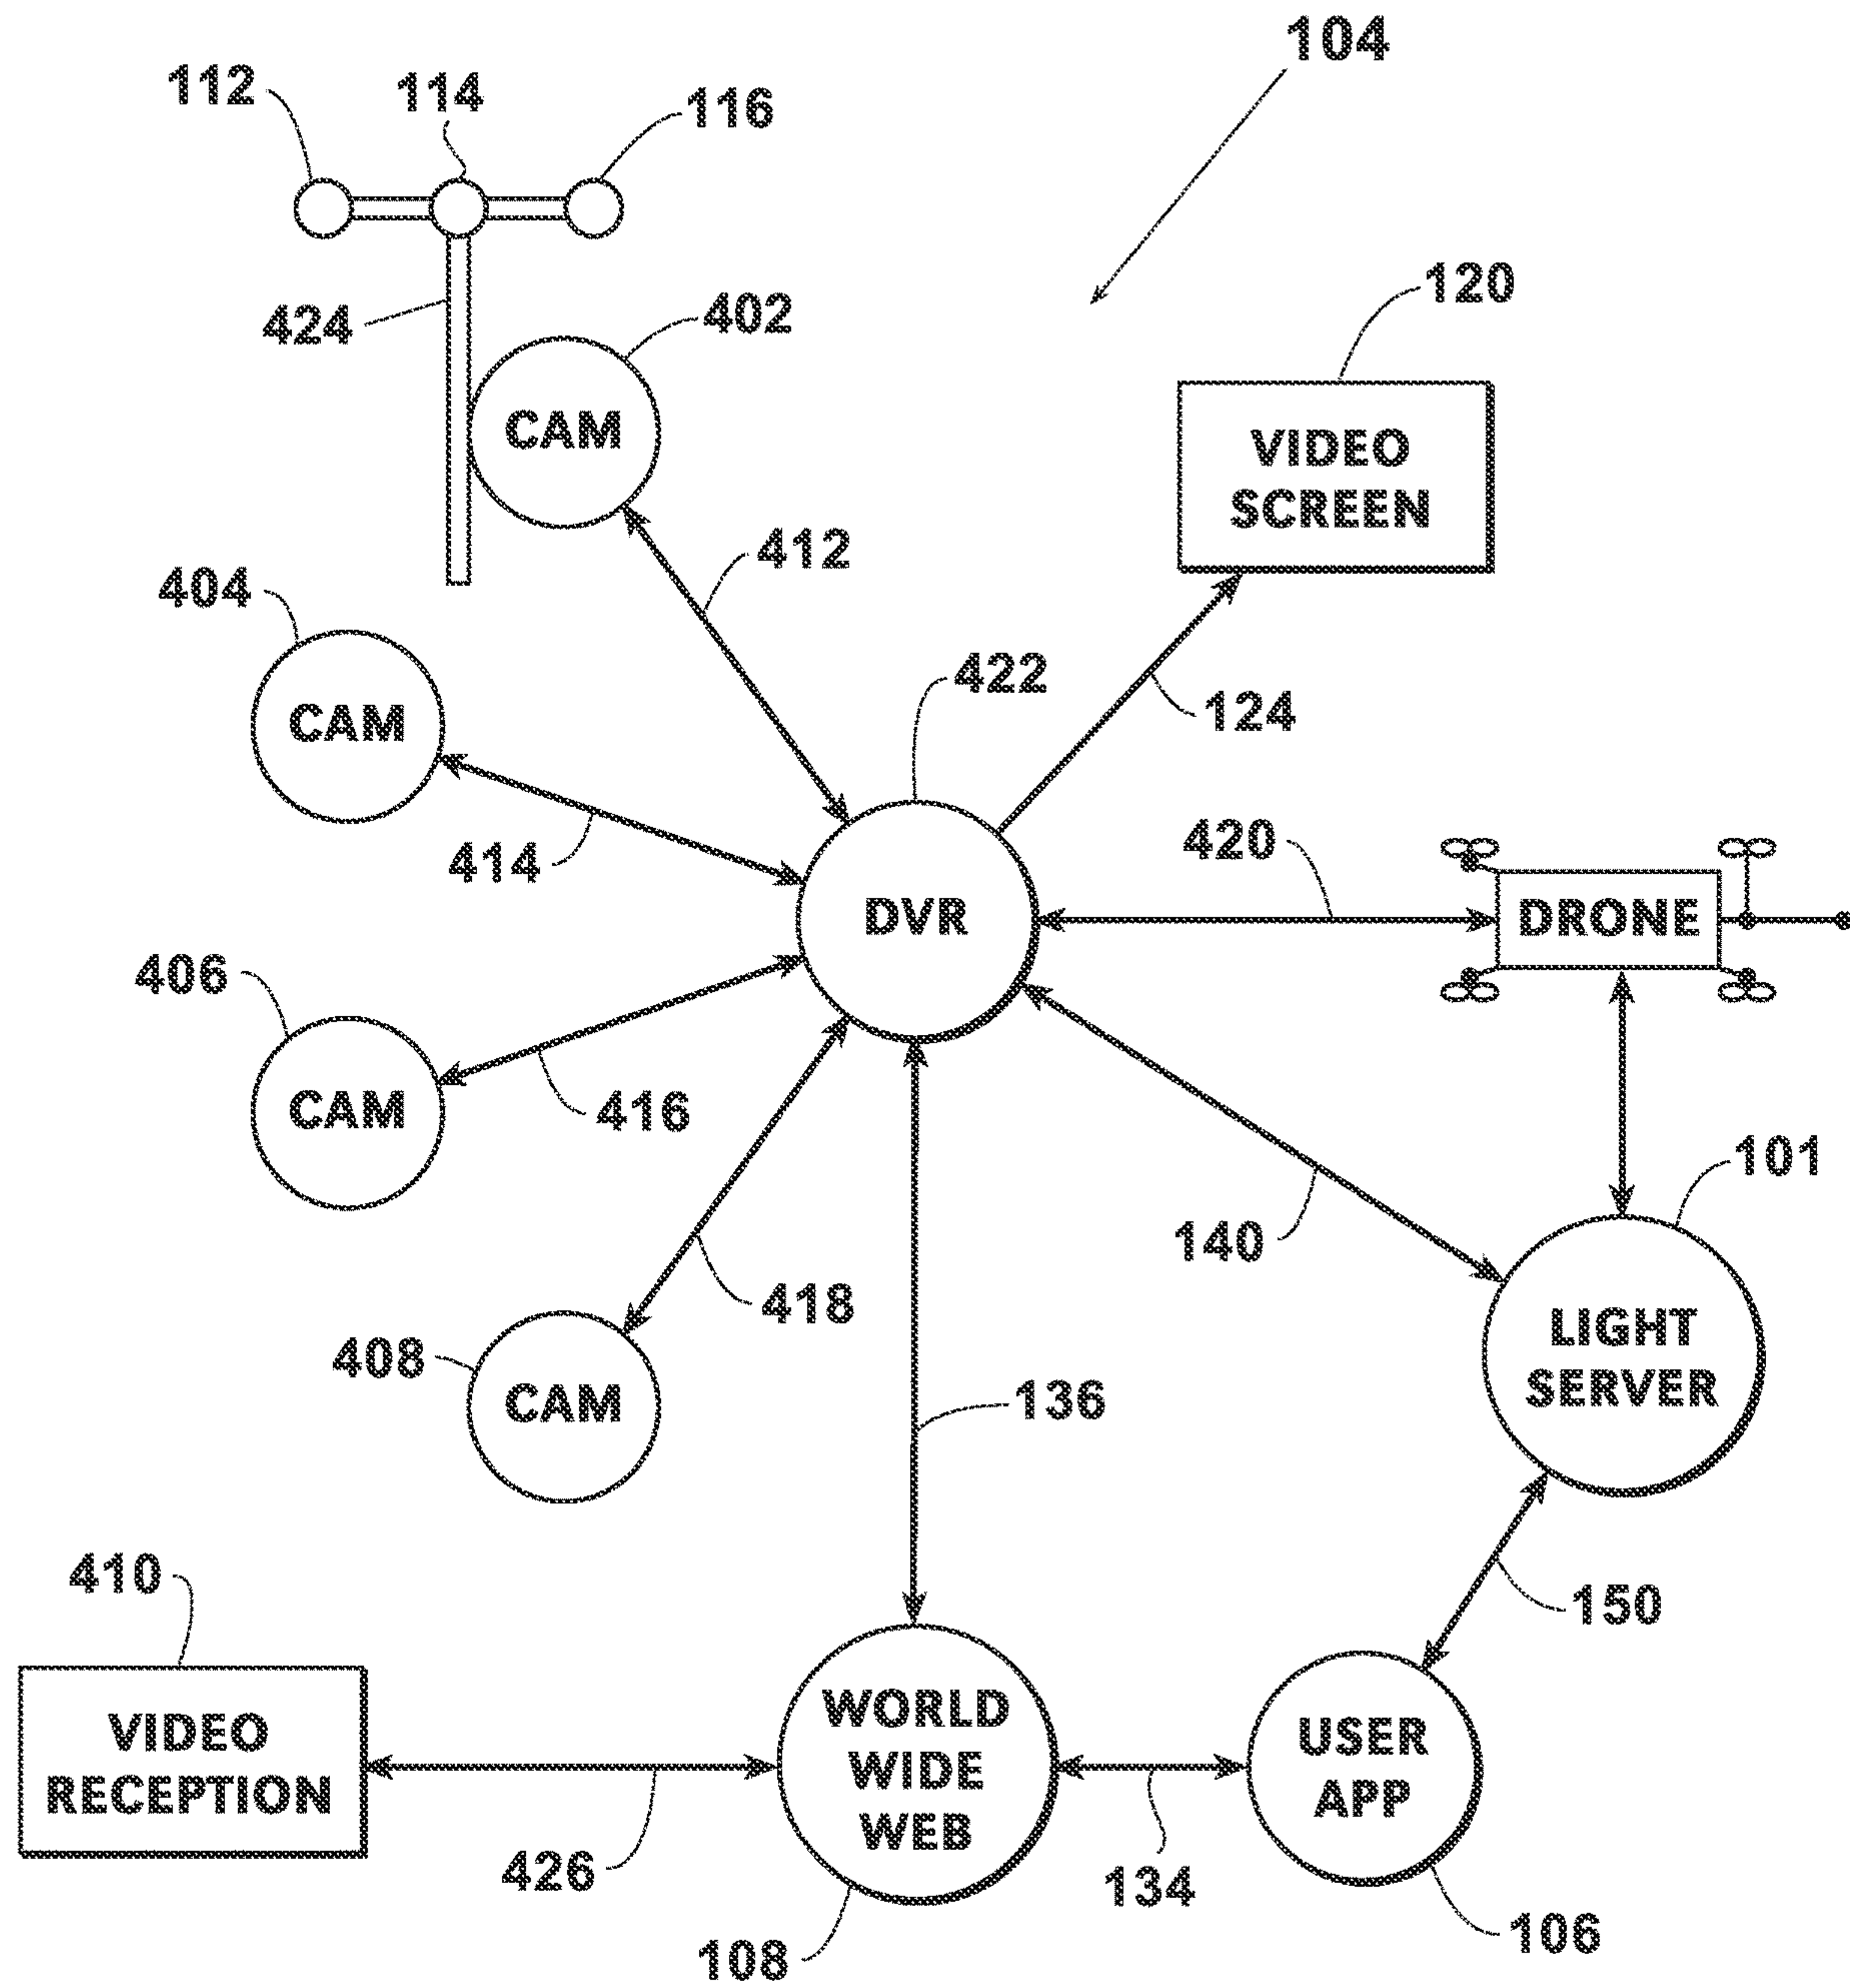 104
112
114
116
120
424
402
CAM
VIDEO
SCREEN
412
404
422
124
CAM
414
420
DVR
DRONE
406
CAM
416
101
140
418
LIGHT
SERVER
408
CAM
136
410
150
VIDEO
RECEPTION
WORLD
WIDE
WEB
USER
APP
426
134
108
106